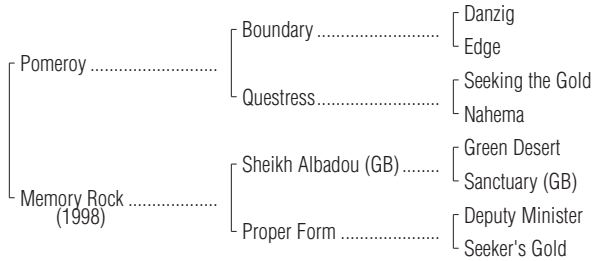 Danzig
Boundary ........................
Edge
Pomeroy .........................
Seeking the Gold
Questress........................
Nahema
Green Desert
Sheikh Albadou (GB)........
Sanctuary (GB)
Memory Rock ..................
(1998)
Deputy Minister
Proper Form ...................
Seeker's Gold